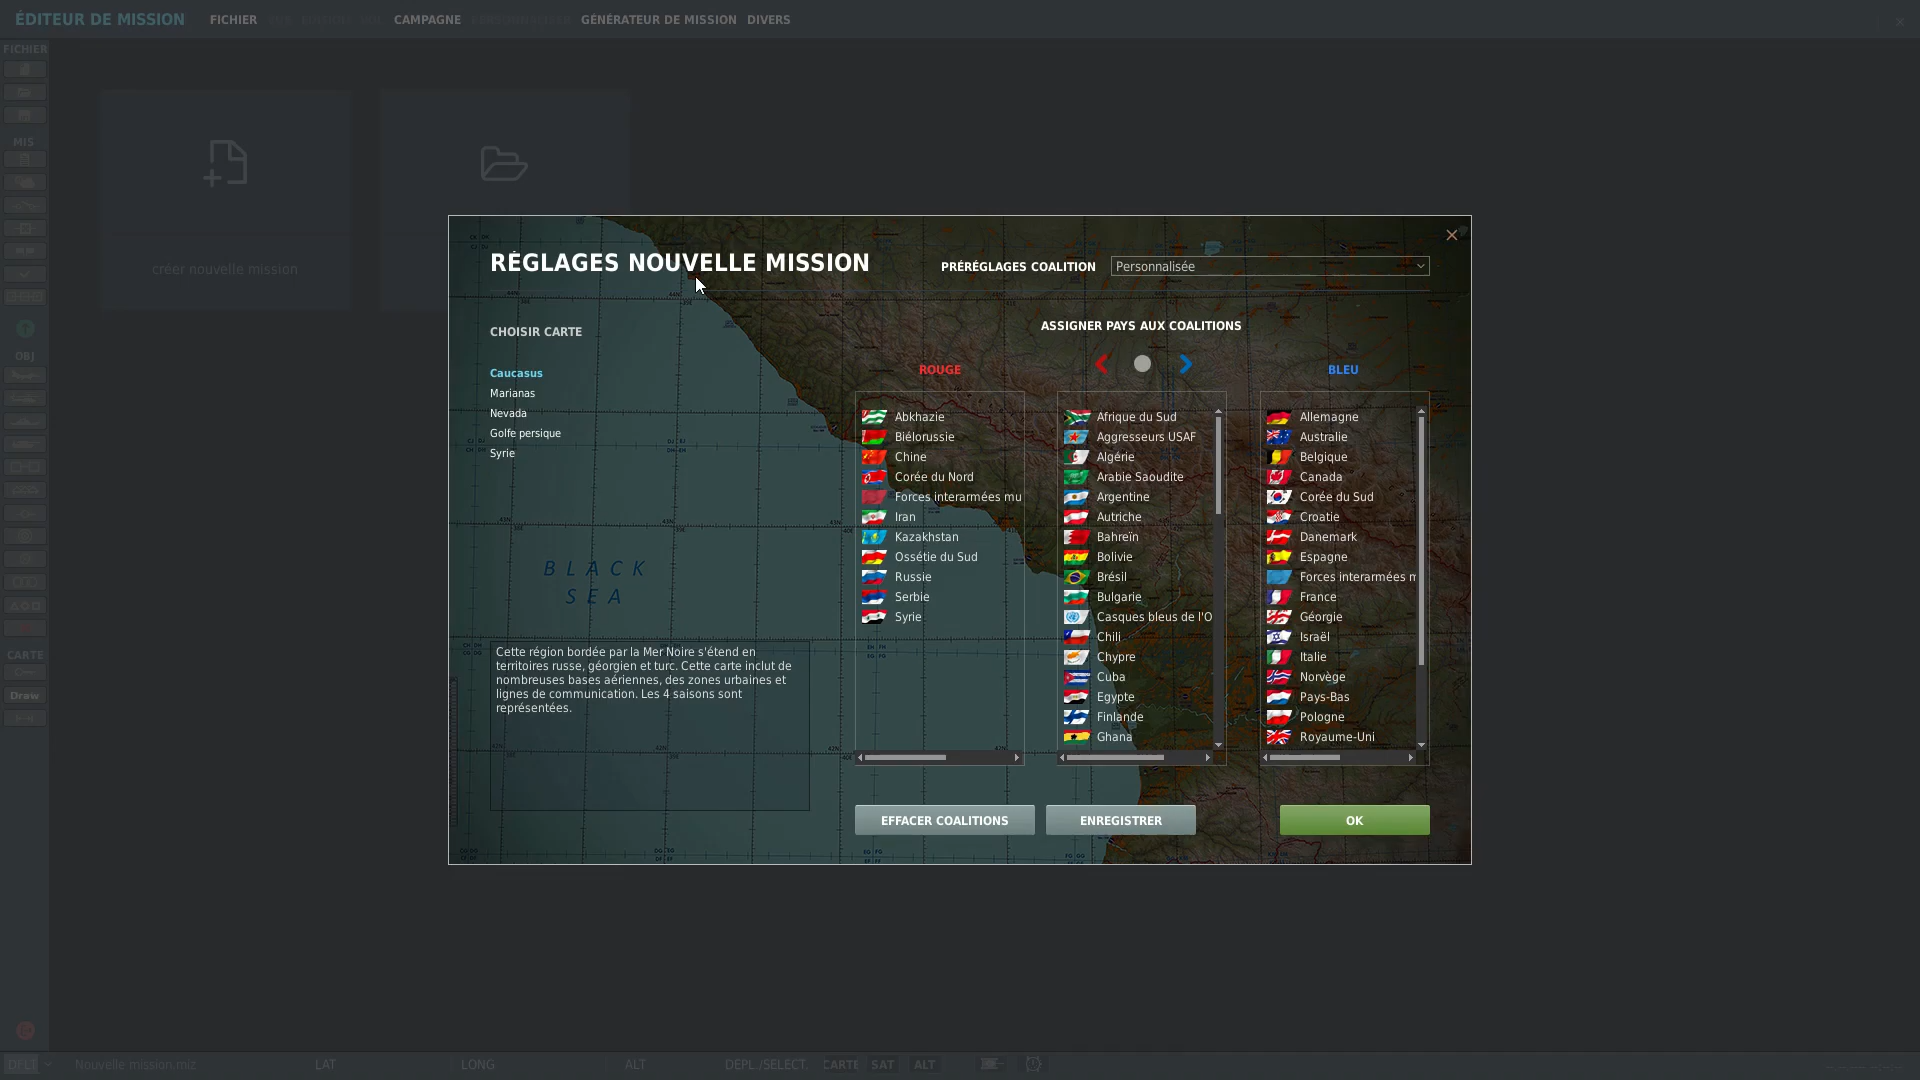 ÉDITEUR DE MISSION
FICHIER
CAMPAGNE
GÉNÉRATEUR DE MISSION
DIVERS
FICHIER
MIS
OBJ
CARTE
Draw
créer nouvelle mission
RÉGLAGES NOUVELLE MISSION
PRÉRÉGLAGES COALITION
Personnalisée
CHOISIR CARTE
Caucasus
Marianas
Nevada
Golfe persique
Syrie
BLACK
SEA
Cette région bordée par la Mer Noire s'étend en
territoires russe, géorgien et turc. Cette carte inclut de
nombreuses bases aériennes, des zones urbaines et
lignes de communication. Les 4 saisons sont
représentées.
ASSIGNER PAYS AUX COALITIONS
ROUGE
Abkhazie
Biélorussie
Chine
Corée du Nord
Forces interarmées mu
Iran
Kazakhstan
Ossétie du Sud
Russie
Serbie
Syrie
Afrique du Sud
Aggresseurs USAF
Algérie
Arabie Saoudite
Argentine
Autriche
Bahreïn
Bolivie
Brésil
Bulgarie
Casques bleus de l'O
Chili
Chypre
Cuba
Egypte
Finlande
Ghana
BLEU
Allemagne
Australie
Belgique
Canada
Corée du Sud
Croatie
Danemark
Espagne
Forces interarmées m
France
Géorgie
Israël
Italie
Norvège
Pays-Bas
Pologne
Royaume-Uni
EFFACER COALITIONS
ENREGISTRER
OK
DFLT
Nouvelle mission.miz
LAT
LONG
ALT
DEPL./SELECT.
CARTE
SAT
ALT